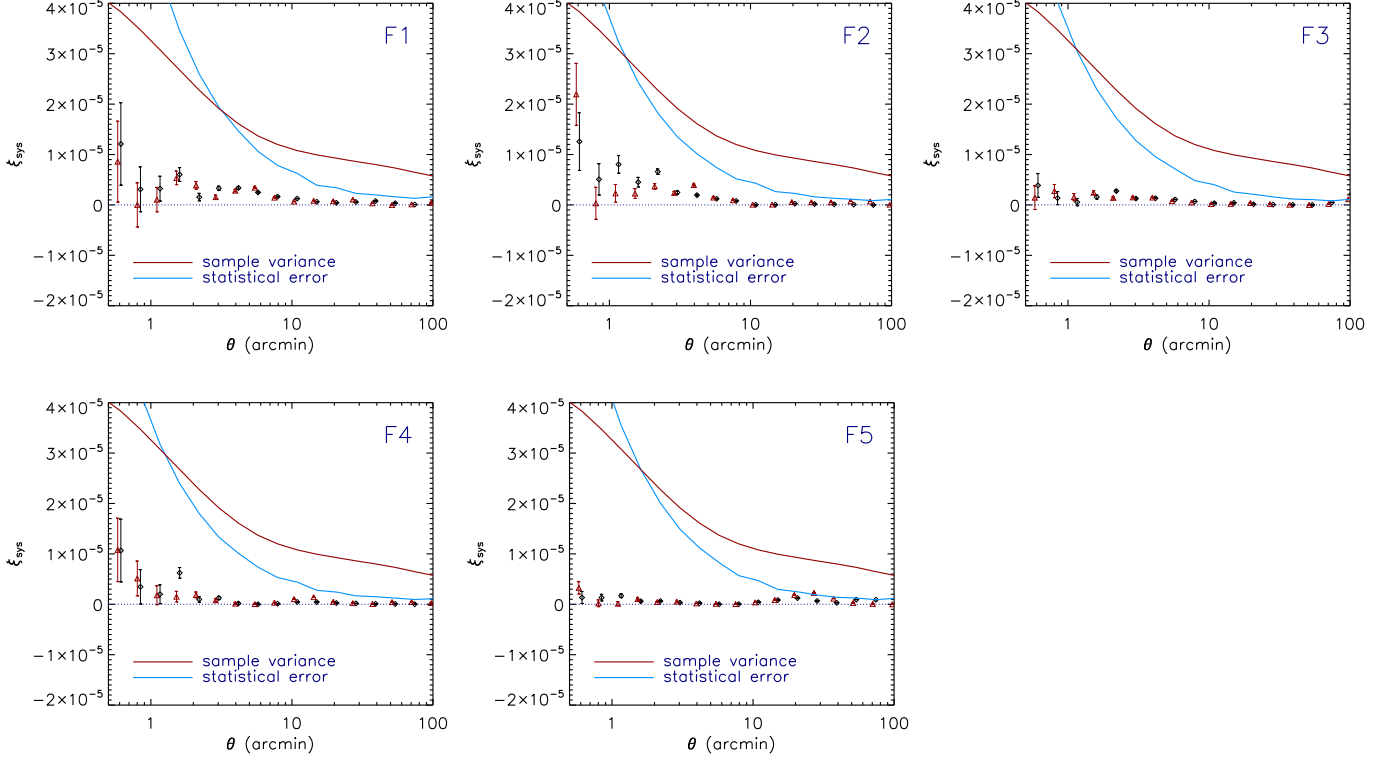 F1
4×10⁻⁵
3×10⁻⁵
2×10⁻⁵
1×10⁻⁵
0
−1×10⁻⁵
−2×10⁻⁵
ξsys
sample variance
statistical error
1 10 100
θ (arcmin)
F2
4×10⁻⁵
3×10⁻⁵
2×10⁻⁵
1×10⁻⁵
0
−1×10⁻⁵
−2×10⁻⁵
ξsys
sample variance
statistical error
1 10 100
θ (arcmin)
F3
4×10⁻⁵
3×10⁻⁵
2×10⁻⁵
1×10⁻⁵
0
−1×10⁻⁵
−2×10⁻⁵
ξsys
sample variance
statistical error
1 10 100
θ (arcmin)
F4
4×10⁻⁵
3×10⁻⁵
2×10⁻⁵
1×10⁻⁵
0
−1×10⁻⁵
−2×10⁻⁵
ξsys
sample variance
statistical error
1 10 100
θ (arcmin)
F5
4×10⁻⁵
3×10⁻⁵
2×10⁻⁵
1×10⁻⁵
0
−1×10⁻⁵
−2×10⁻⁵
ξsys
sample variance
statistical error
1 10 100
θ (arcmin)